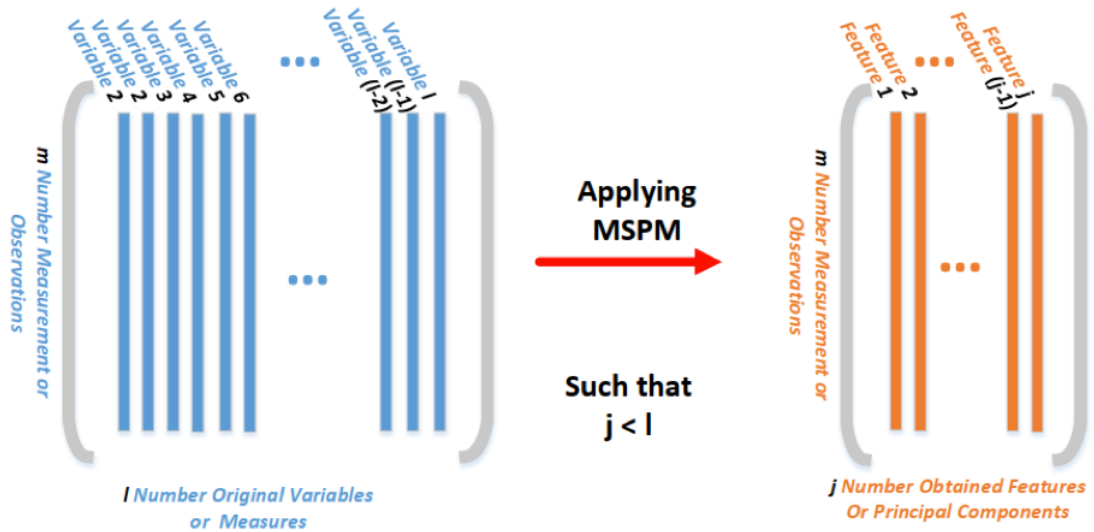 Variable 2
Variable 2
Variable 3
Variable 4
Variable 5
Variable 6
...
Variable (l-2)
Variable (l-1)
Variable l
m Number Measurement or
Observations
...
l Number Original Variables
or Measures
Applying
MSPM
Such that
j < l
Feature 1
Feature 2
...
Feature (j-1)
Feature j
m Number Measurement or
Observations
...
j Number Obtained Features
Or Principal Components